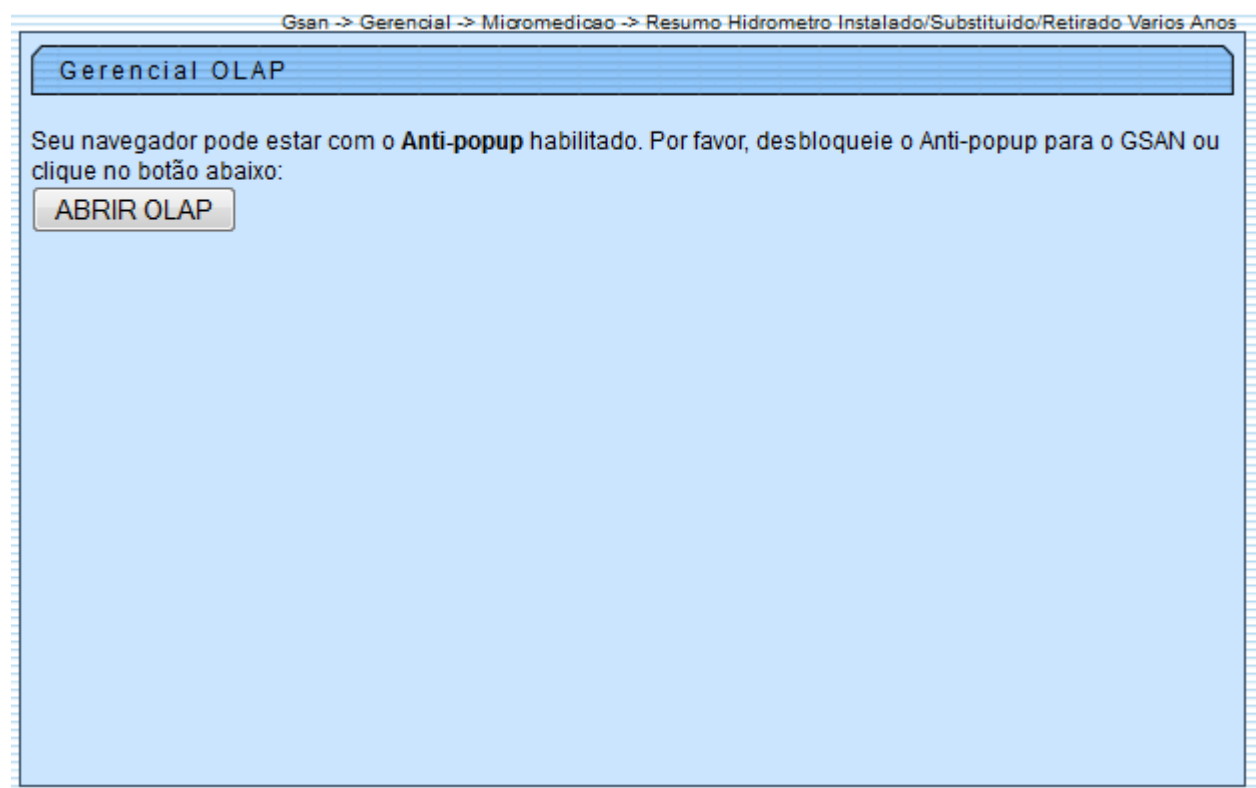 Gsan -> Gerencial -> Micromedicao -> Resumo Hidrometro Instalado/Substituido/Retirado Varios Anos
Gerencial OLAP
Seu navegador pode estar com o Anti-popup habilitado. Por favor, desbloqueie o Anti-popup para o GSAN ou
clique no botão abaixo:
ABRIR OLAP